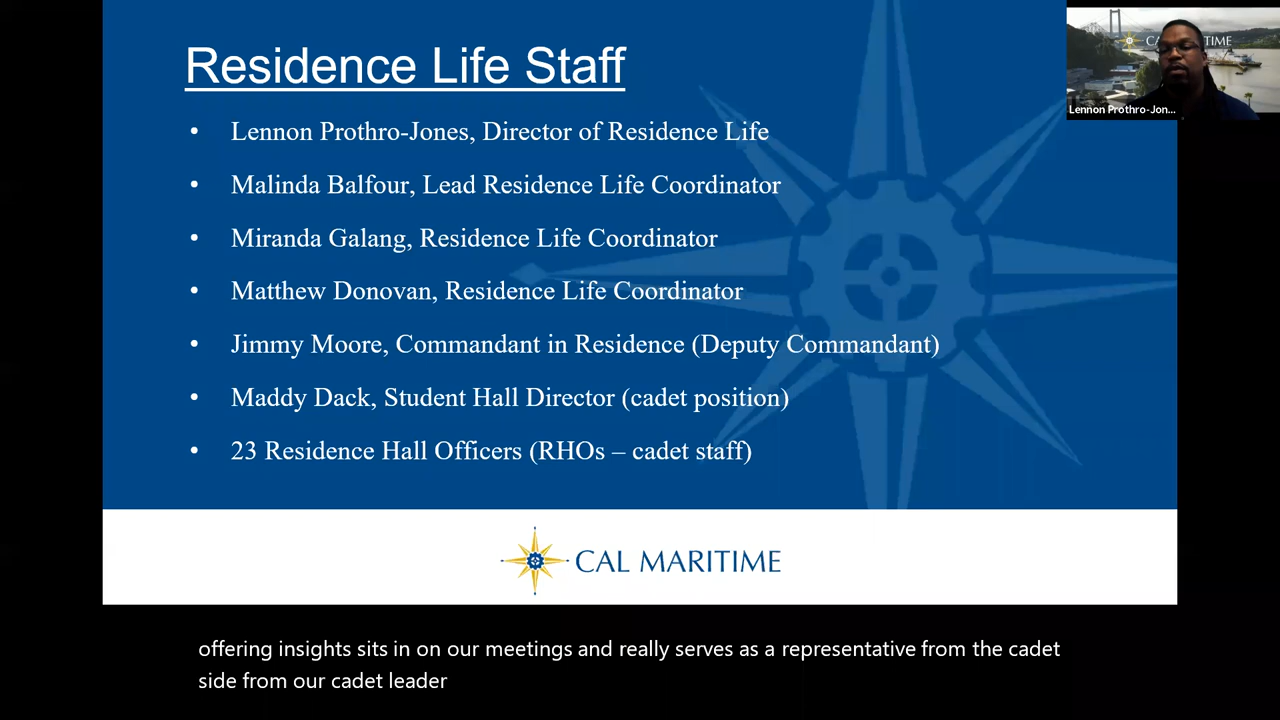 Residence Life Staff
• Lennon Prothro-Jones, Director of Residence Life
• Malinda Balfour, Lead Residence Life Coordinator
• Miranda Galang, Residence Life Coordinator
• Matthew Donovan, Residence Life Coordinator
• Jimmy Moore, Commandant in Residence (Deputy Commandant)
• Maddy Dack, Student Hall Director (cadet position)
• 23 Residence Hall Officers (RHOs – cadet staff)
CAL MARITIME
Lennon Prothro-Jon...
offering insights sits in on our meetings and really serves as a representative from the cadet
side from our cadet leader